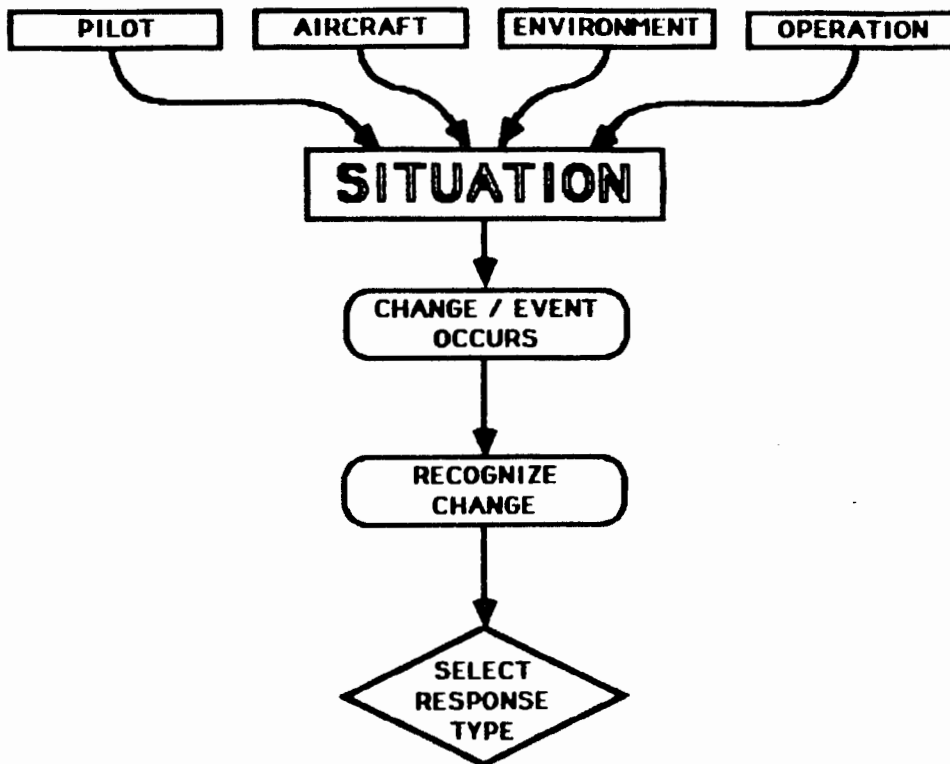 PILOT
AIRCRAFT
ENVIRONMENT
OPERATION
SITUATION
CHANGE / EVENT
OCCURS
RECOGNIZE
CHANGE
SELECT
RESPONSE
TYPE